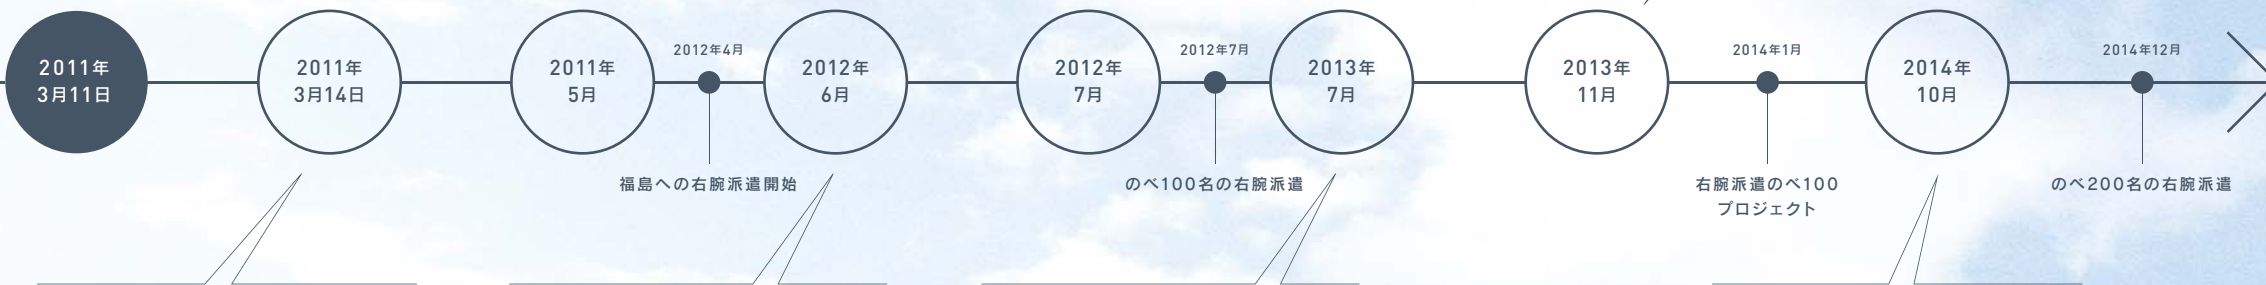 2011年
3月11日
2011年
3月14日
2011年
5月
2012年4月
福島への右腕派遣開始
2012年
6月
2012年
7月
2012年7月
のべ100名の右腕派遣
2013年
7月
2013年
11月
2014年1月
右腕派遣のべ100
プロジェクト
2014年
10月
2014年12月
のべ200名の右腕派遣